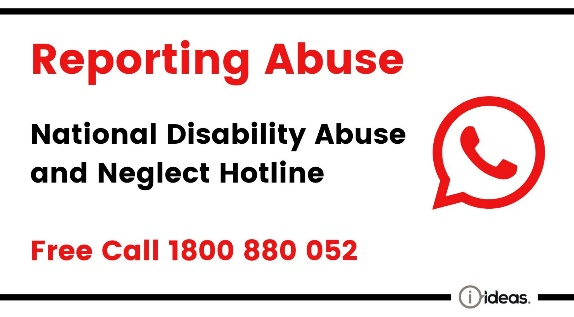 Reporting Abuse
National Disability Abuse
and Neglect Hotline
Free Call 1800 880 052
i ideas.